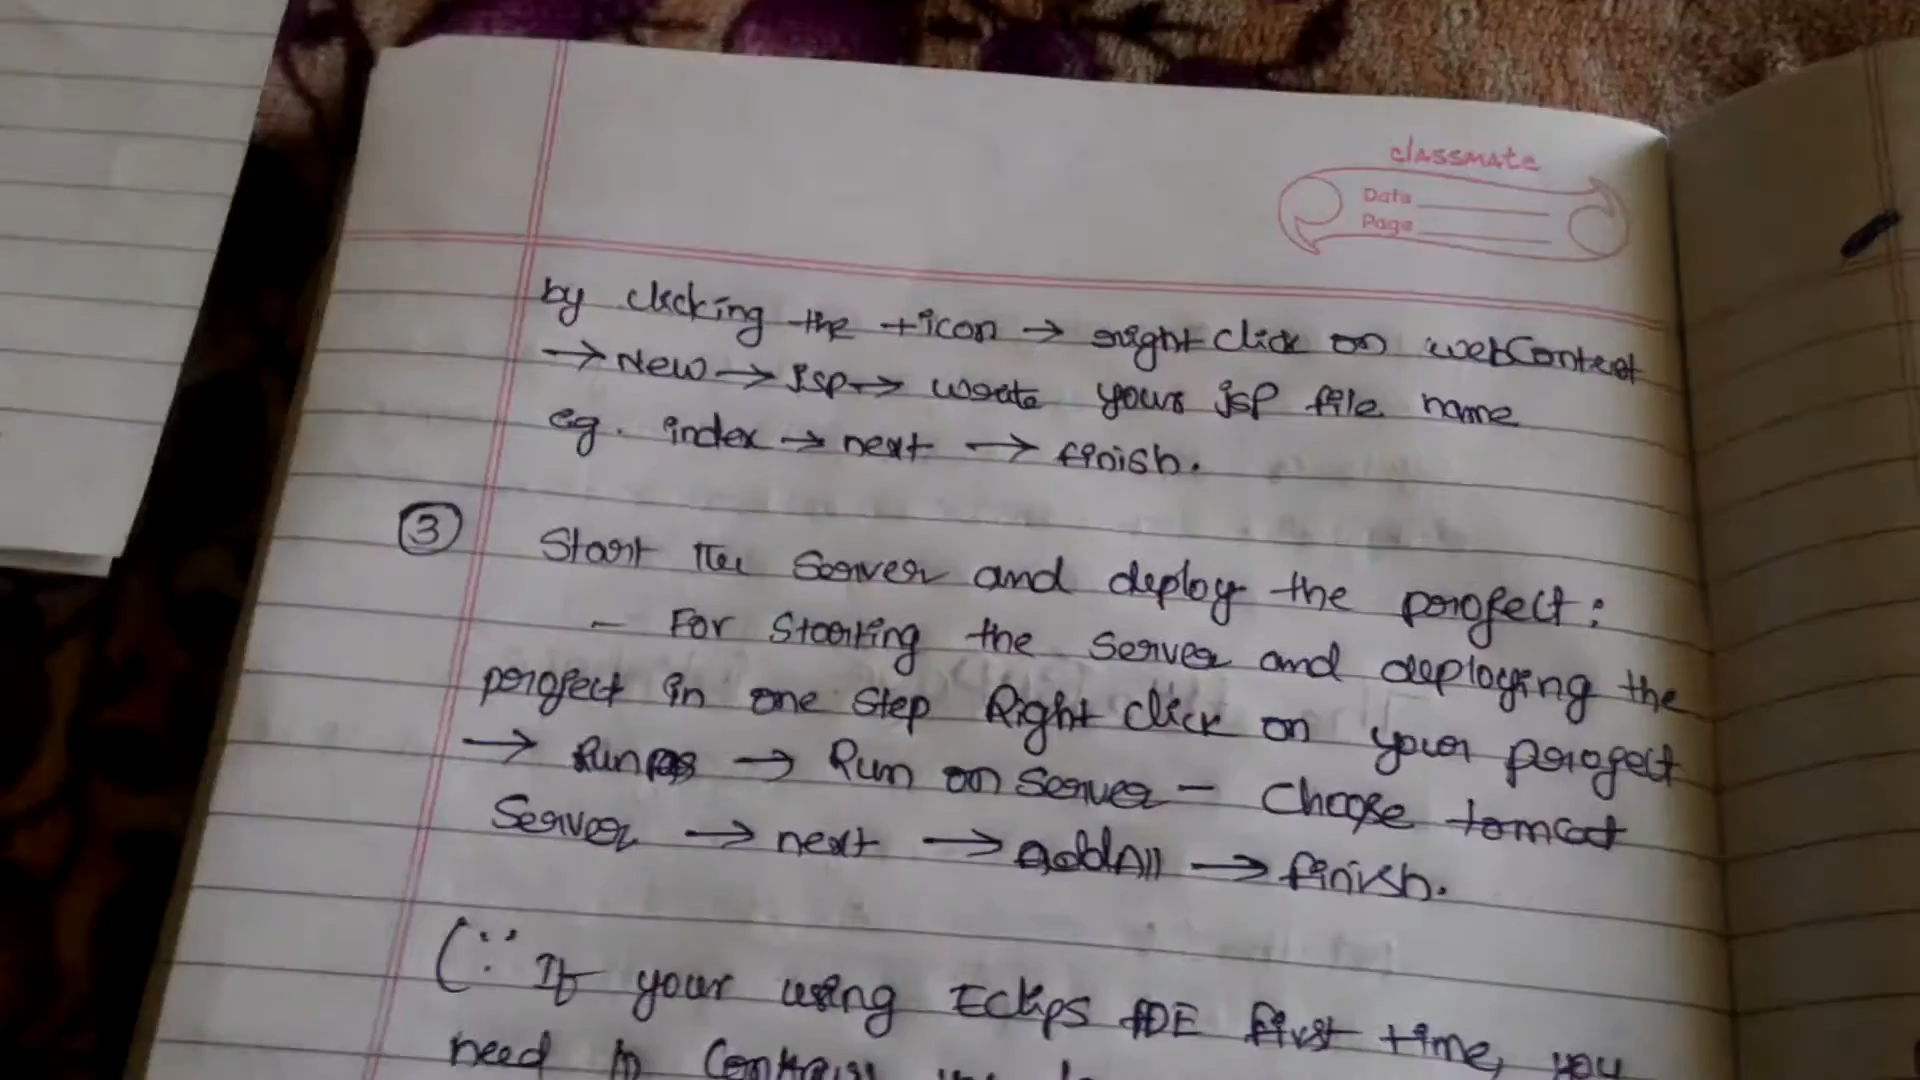 classmate
Date
Page
by clicking the +icon → right click on webContent
→ New → jsp → write your jsp file name
eg. index → next → finish.
③ Start the Server and deploy the project:
- For Starting the Server and deploying the
project in one Step Right click on your project
→ Run as → Run on Server - Choose tomcat
Server → next → addAll → finish.
(∵ If your using Eclips IDE first time, you
need to